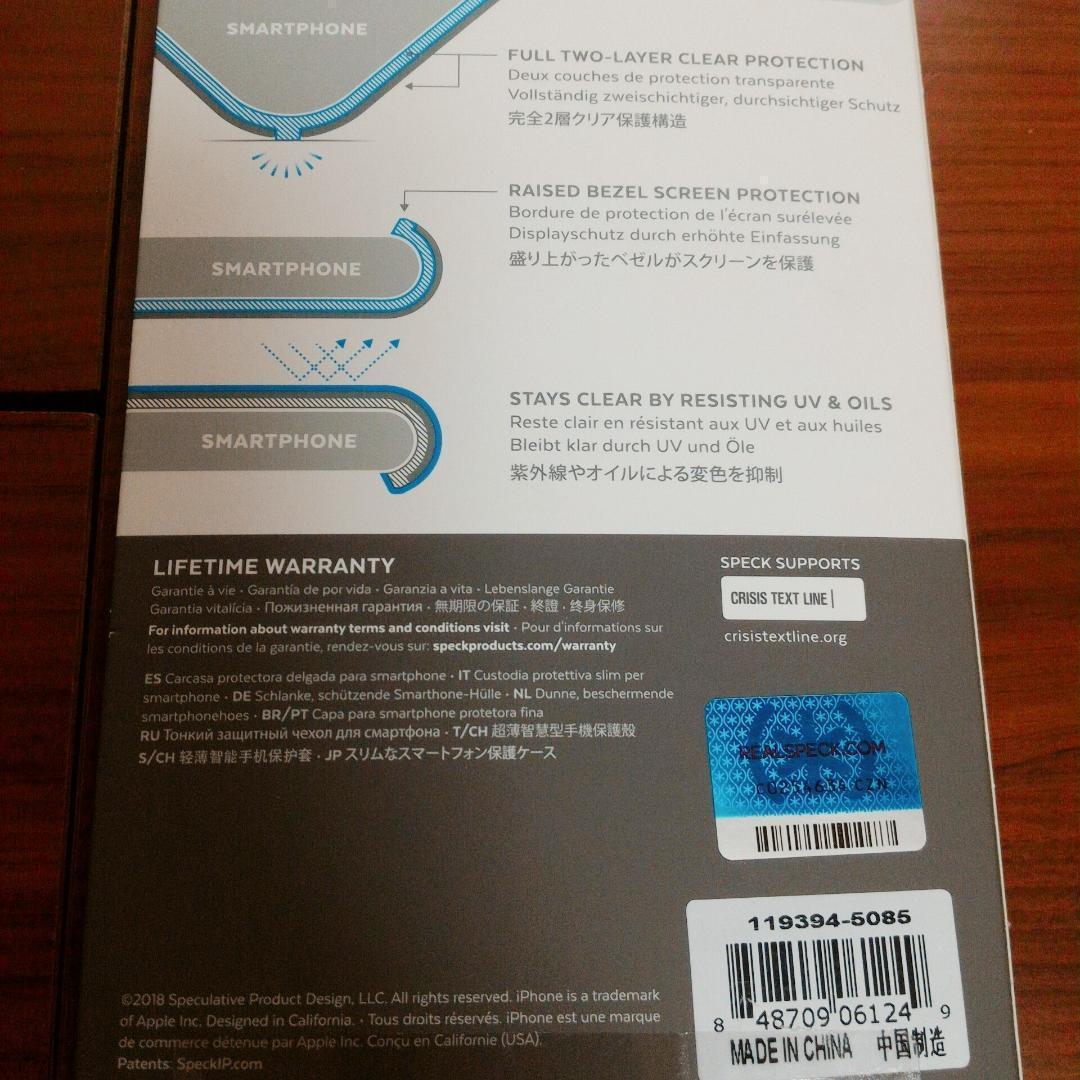 SMARTPHONE
FULL TWO-LAYER CLEAR PROTECTION
Deux couches de protection transparente
Vollständig zweischichtiger, durchsichtiger Schutz
完全2層クリア保護構造
RAISED BEZEL SCREEN PROTECTION
Bordure de protection de l'écran surélevée
Displayschutz durch erhöhte Einfassung
盛り上がったベゼルがスクリーンを保護
SMARTPHONE
STAYS CLEAR BY RESISTING UV & OILS
Reste clair en résistant aux UV et aux huiles
Bleibt klar durch UV und Öle
紫外線やオイルによる変色を抑制
SMARTPHONE
LIFETIME WARRANTY
Garantie à vie · Garantía de por vida · Garanzia a vita · Lebenslange Garantie
Garantia vitalícia · Пожизненная гарантия · 無期限の保証 · 終證 · 终身保修
For information about warranty terms and conditions visit · Pour d'informations sur
les conditions de la garantie, rendez-vous sur: speckproducts.com/warranty
ES Carcasa protectora delgada para smartphone · IT Custodia protettiva slim per
smartphone · DE Schlanke, schützende Smarthone-Hülle · NL Dunne, beschermende
smartphonehoes · BR/PT Capa para smartphone protetora fina
RU Тонкий защитный чехол для смартфона · T/CH 超薄智慧型手機保護殼
S/CH 轻薄智能手机保护套 · JP スリムなスマートフォン保護ケース
SPECK SUPPORTS
CRISIS TEXT LINE|
crisistextline.org
REALSPECK.COM
CZN
119394-5085
8 48709 06124 9
MADE IN CHINA 中国制造
©2018 Speculative Product Design, LLC. All rights reserved. iPhone is a trademark
of Apple Inc. Designed in California. · Tous droits réservés. iPhone est une marque
de commerce détenue par Apple Inc. Conçu en Californie (USA).
Patents: SpeckIP.com